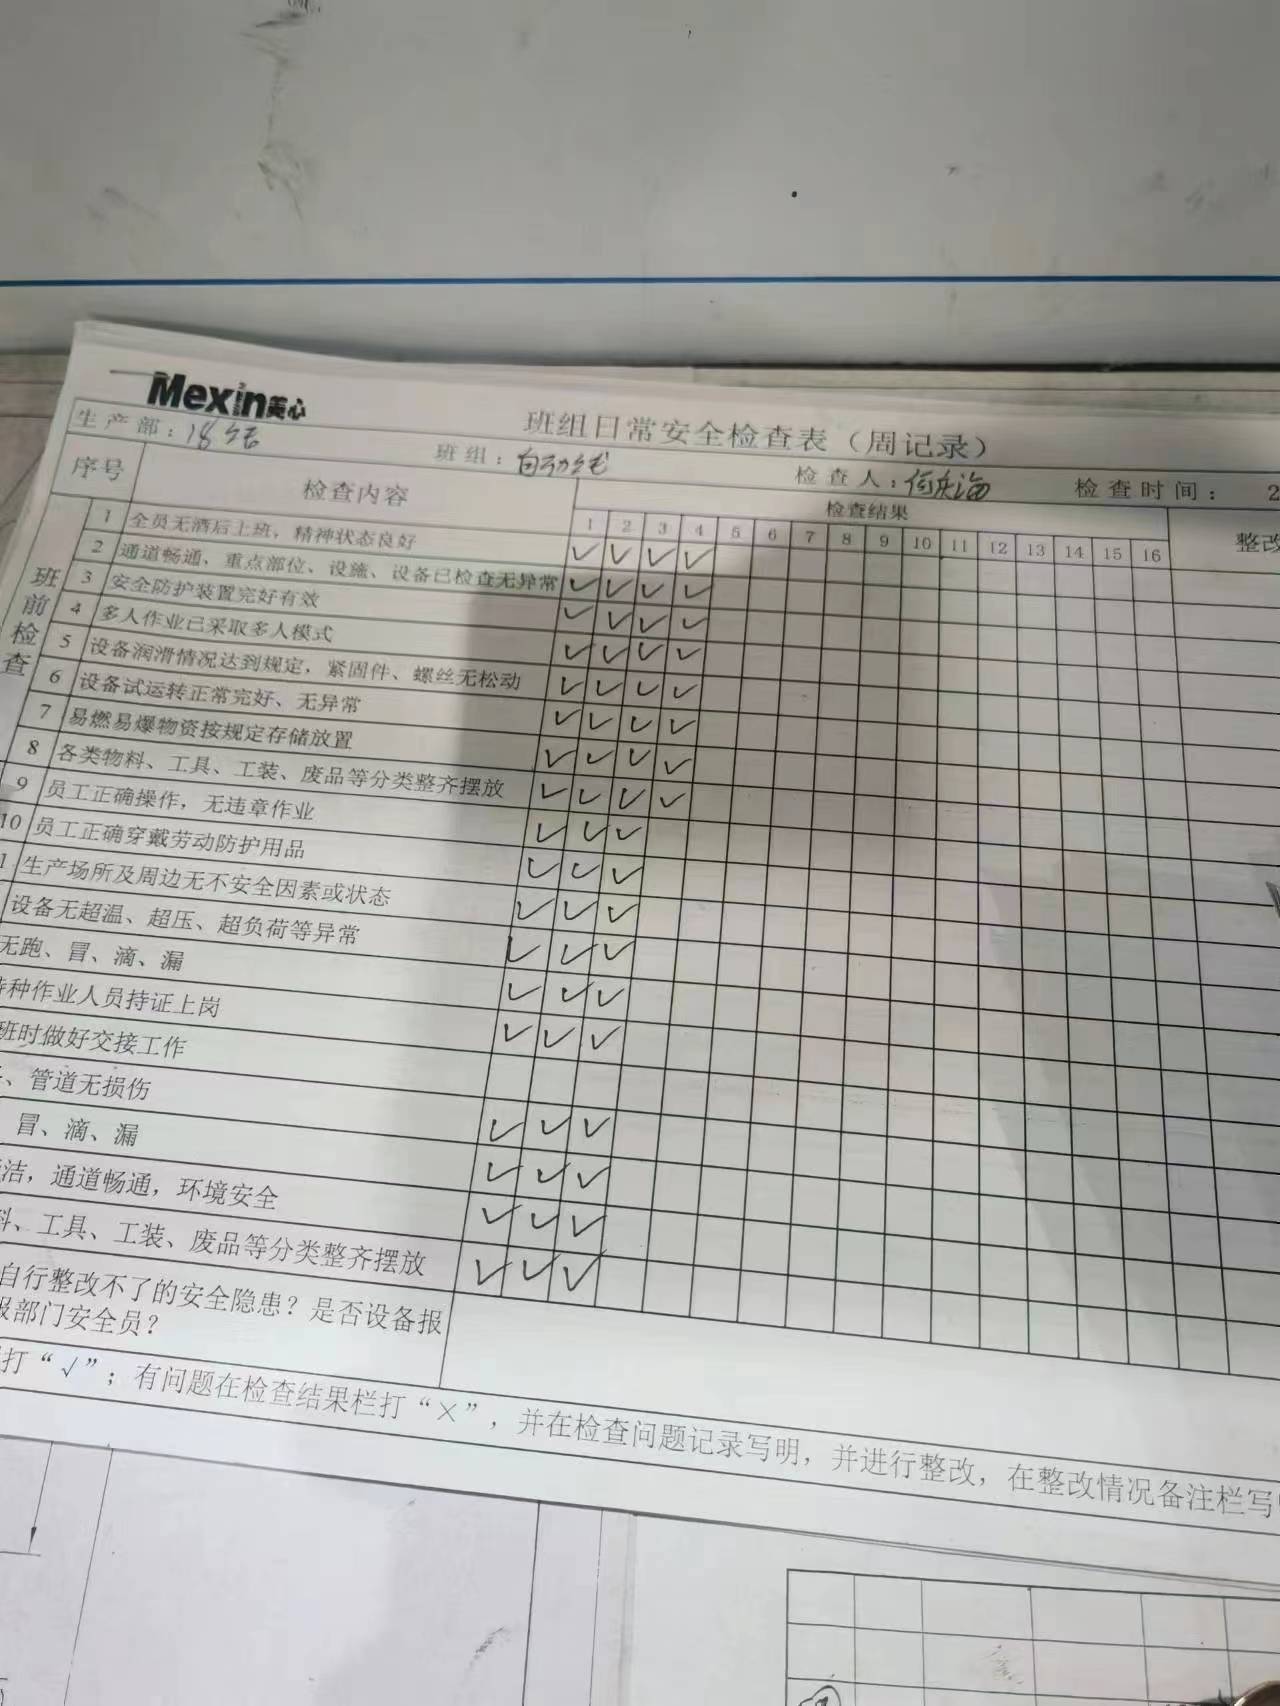 Mexin美心
班组日常安全检查表（周记录）
生产部：18线 班组：自动线 检查人：何庆海 检查时间：2
序号 检查内容 检查结果 整改
1 2 3 4 5 6 7 8 9 10 11 12 13 14 15 16
班前检查
1 全员无酒后上班，精神状态良好 ✓ ✓ ✓ ✓
2 通道畅通、重点部位、设施、设备已检查无异常 ✓ ✓ ✓ ✓
3 安全防护装置完好有效 ✓ ✓ ✓ ✓
4 多人作业已采取多人模式 ✓ ✓ ✓ ✓
5 设备润滑情况达到规定，紧固件、螺丝无松动 ✓ ✓ ✓ ✓
6 设备试运转正常完好、无异常 ✓ ✓ ✓ ✓
7 易燃易爆物资按规定存储放置 ✓ ✓ ✓ ✓
8 各类物料、工具、工装、废品等分类整齐摆放 ✓ ✓ ✓ ✓
9 员工正确操作，无违章作业 ✓ ✓ ✓
10 员工正确穿戴劳动防护用品 ✓ ✓ ✓
1 生产场所及周边无不安全因素或状态 ✓ ✓ ✓
设备无超温、超压、超负荷等异常 ✓ ✓ ✓
无跑、冒、滴、漏 ✓ ✓ ✓
特种作业人员持证上岗 ✓ ✓ ✓
班时做好交接工作
、管道无损伤 ✓ ✓ ✓
冒、滴、漏 ✓ ✓ ✓
洁，通道畅通，环境安全 ✓ ✓ ✓
料、工具、工装、废品等分类整齐摆放 ✓ ✓ ✓
自行整改不了的安全隐患？是否设备报
报部门安全员？
打“√”；有问题在检查结果栏打“×”，并在检查问题记录写明，并进行整改，在整改情况备注栏写